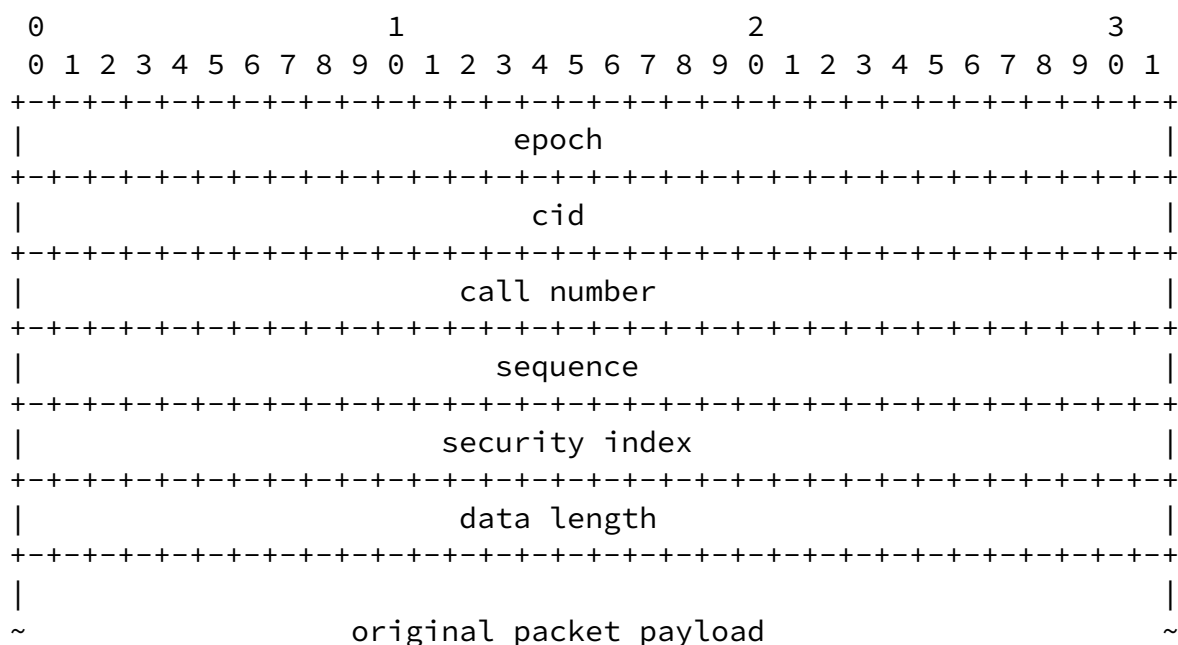 0                   1                   2                   3
 0 1 2 3 4 5 6 7 8 9 0 1 2 3 4 5 6 7 8 9 0 1 2 3 4 5 6 7 8 9 0 1
+-+-+-+-+-+-+-+-+-+-+-+-+-+-+-+-+-+-+-+-+-+-+-+-+-+-+-+-+-+-+-+-+
|                            epoch                              |
+-+-+-+-+-+-+-+-+-+-+-+-+-+-+-+-+-+-+-+-+-+-+-+-+-+-+-+-+-+-+-+-+
|                             cid                               |
+-+-+-+-+-+-+-+-+-+-+-+-+-+-+-+-+-+-+-+-+-+-+-+-+-+-+-+-+-+-+-+-+
|                         call number                           |
+-+-+-+-+-+-+-+-+-+-+-+-+-+-+-+-+-+-+-+-+-+-+-+-+-+-+-+-+-+-+-+-+
|                           sequence                            |
+-+-+-+-+-+-+-+-+-+-+-+-+-+-+-+-+-+-+-+-+-+-+-+-+-+-+-+-+-+-+-+-+
|                        security index                         |
+-+-+-+-+-+-+-+-+-+-+-+-+-+-+-+-+-+-+-+-+-+-+-+-+-+-+-+-+-+-+-+-+
|                         data length                           |
+-+-+-+-+-+-+-+-+-+-+-+-+-+-+-+-+-+-+-+-+-+-+-+-+-+-+-+-+-+-+-+-+
|                                                               |
~                   original packet payload                     ~